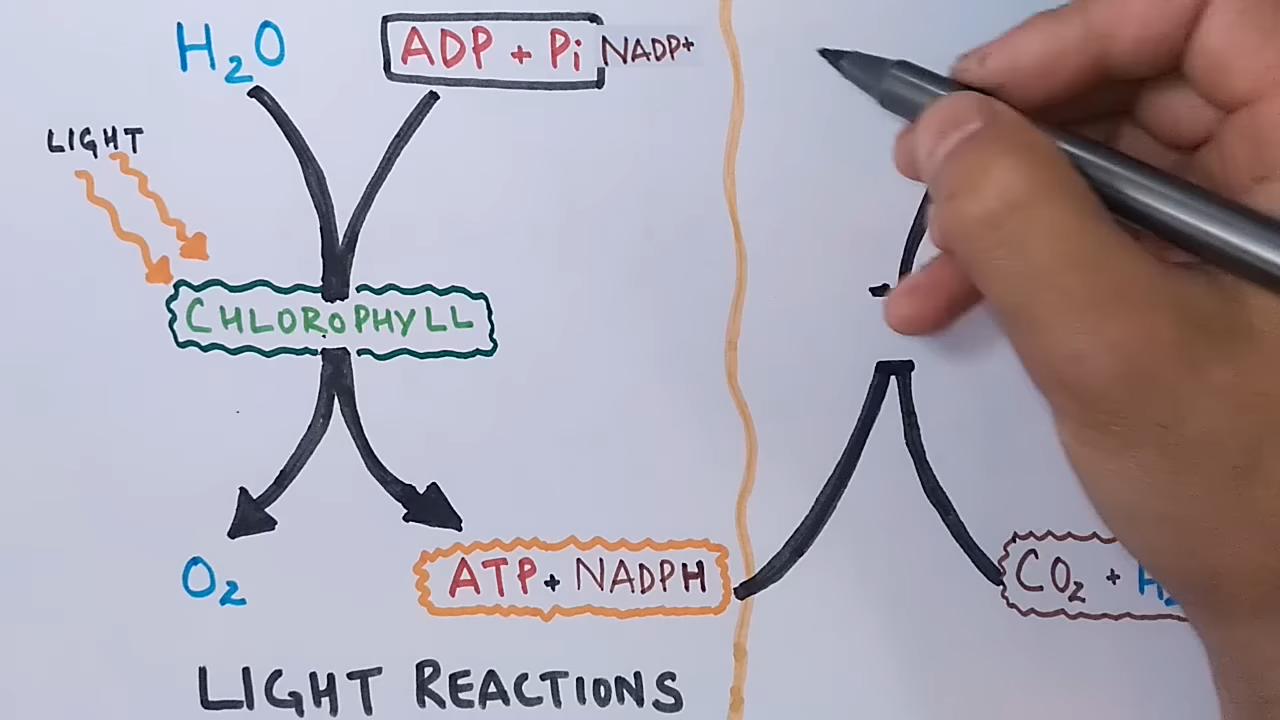 H₂O
ADP + Pi NADP+
LIGHT
CHLOROPHYLL
O₂
ATP + NADPH
CO₂ +
LIGHT REACTIONS